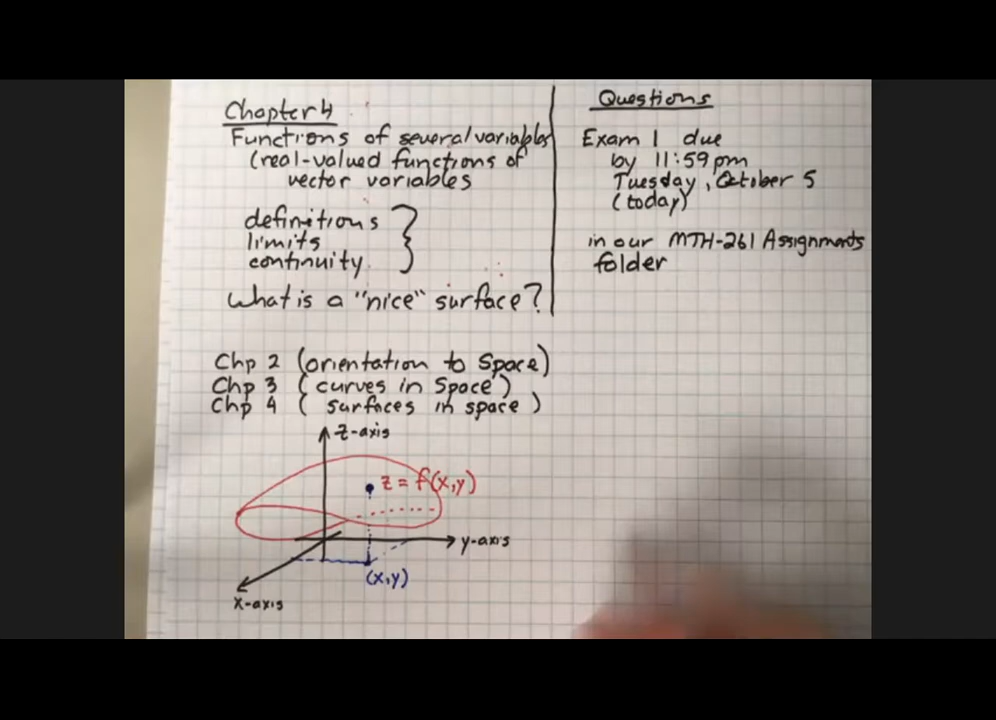 Chapter 4
Functions of several variables
(real-valued functions of
vector variables
definitions
limits
continuity
What is a "nice" surface?
Questions
Exam 1 due
by 11:59pm
Tuesday, October 5
(today)
in our MTH-261 Assignments
folder
Chp 2 (orientation to Space)
Chp 3 (curves in Space)
Chp 4 (surfaces in space)
z-axis
z = f(x,y)
y-axis
(x,y)
x-axis